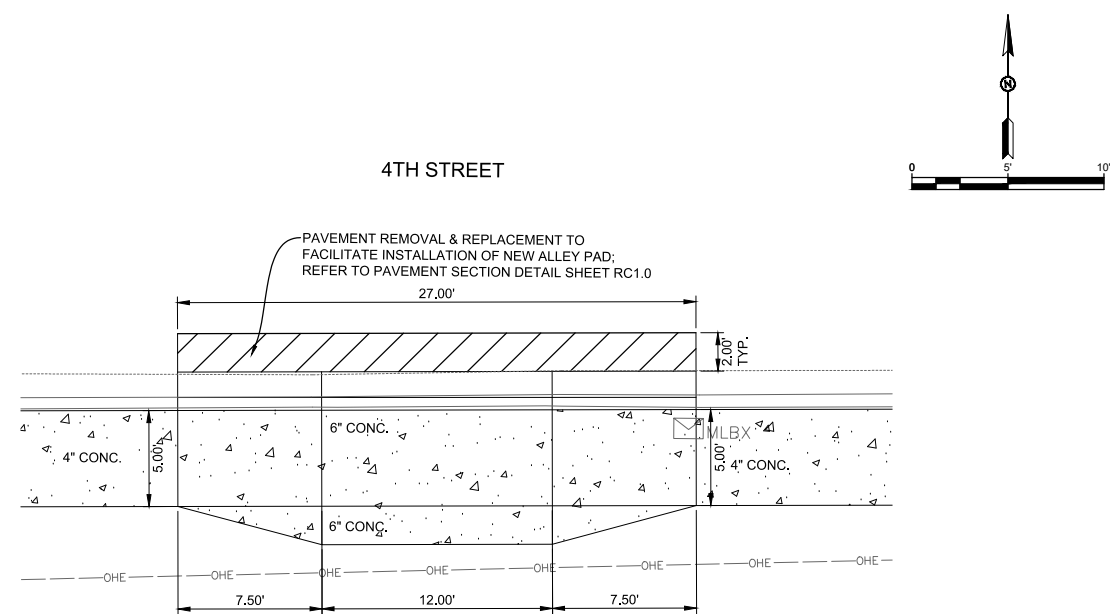 N
0 5' 10'
4TH STREET
PAVEMENT REMOVAL & REPLACEMENT TO
FACILITATE INSTALLATION OF NEW ALLEY PAD;
REFER TO PAVEMENT SECTION DETAIL SHEET RC1.0
27.00'
2.00'
TYP.
6" CONC.
MLBX
4" CONC.
5.00'
5.00'
4" CONC.
6" CONC.
OHE OHE OHE OHE OHE OHE OHE OHE
7.50' 12.00' 7.50'